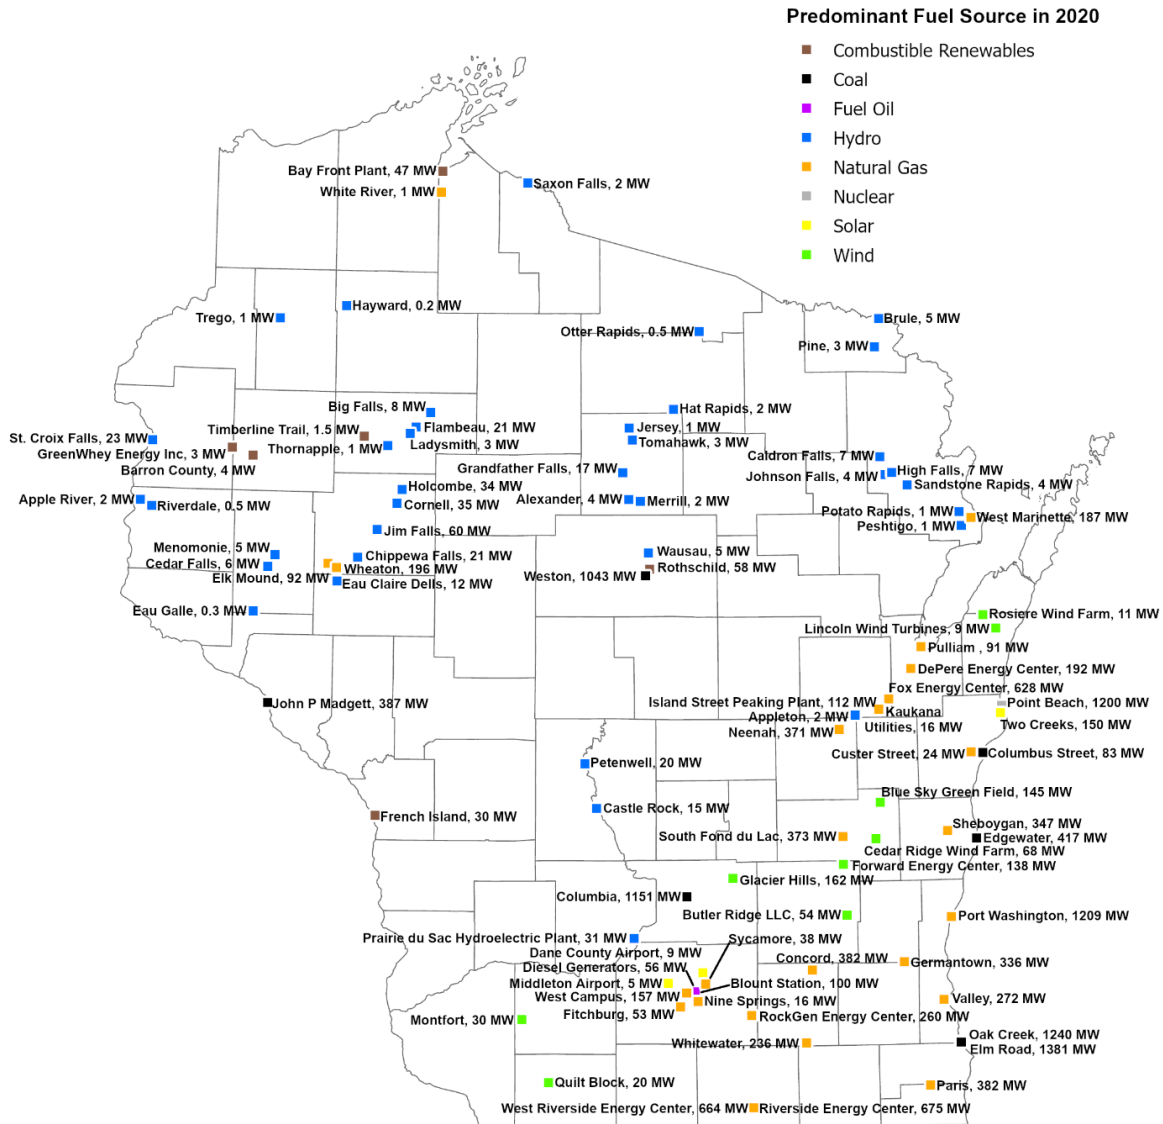 Predominant Fuel Source in 2020
Combustible Renewables
Coal
Fuel Oil
Hydro
Natural Gas
Nuclear
Solar
Wind
Bay Front Plant, 47 MW
White River, 1 MW
Saxon Falls, 2 MW
Hayward, 0.2 MW
Trego, 1 MW
Otter Rapids, 0.5 MW
Brule, 5 MW
Pine, 3 MW
Big Falls, 8 MW
Hat Rapids, 2 MW
Timberline Trail, 1.5 MW
Flambeau, 21 MW
Jersey, 1 MW
St. Croix Falls, 23 MW
Thornapple, 1 MW
Ladysmith, 3 MW
Tomahawk, 3 MW
GreenWhey Energy Inc, 3 MW
Caldron Falls, 7 MW
Barron County, 4 MW
Grandfather Falls, 17 MW
Johnson Falls, 4 MW
High Falls, 7 MW
Holcombe, 34 MW
Sandstone Rapids, 4 MW
Apple River, 2 MW
Riverdale, 0.5 MW
Cornell, 35 MW
Alexander, 4 MW
Merrill, 2 MW
Potato Rapids, 1 MW
West Marinette, 187 MW
Peshtigo, 1 MW
Jim Falls, 60 MW
Menomonie, 5 MW
Chippewa Falls, 21 MW
Wausau, 5 MW
Cedar Falls, 6 MW
Wheaton, 196 MW
Rothschild, 58 MW
Elk Mound, 92 MW
Eau Claire Dells, 12 MW
Weston, 1043 MW
Eau Galle, 0.3 MW
Rosiere Wind Farm, 11 MW
Lincoln Wind Turbines, 9 MW
Pulliam , 91 MW
DePere Energy Center, 192 MW
Fox Energy Center, 628 MW
John P Madgett, 387 MW
Island Street Peaking Plant, 112 MW
Kaukana
Utilities, 16 MW
Point Beach, 1200 MW
Appleton, 2 MW
Two Creeks, 150 MW
Neenah, 371 MW
Custer Street, 24 MW
Columbus Street, 83 MW
Petenwell, 20 MW
Blue Sky Green Field, 145 MW
Castle Rock, 15 MW
French Island, 30 MW
Sheboygan, 347 MW
South Fond du Lac, 373 MW
Edgewater, 417 MW
Cedar Ridge Wind Farm, 68 MW
Forward Energy Center, 138 MW
Glacier Hills, 162 MW
Columbia, 1151 MW
Butler Ridge LLC, 54 MW
Port Washington, 1209 MW
Prairie du Sac Hydroelectric Plant, 31 MW
Sycamore, 38 MW
Dane County Airport, 9 MW
Concord, 382 MW
Diesel Generators, 56 MW
Germantown, 336 MW
Middleton Airport, 5 MW
Blount Station, 100 MW
West Campus, 157 MW
Nine Springs, 16 MW
Valley, 272 MW
Fitchburg, 53 MW
RockGen Energy Center, 260 MW
Montfort, 30 MW
Whitewater, 236 MW
Oak Creek, 1240 MW
Elm Road, 1381 MW
Quilt Block, 20 MW
Paris, 382 MW
West Riverside Energy Center, 664 MW
Riverside Energy Center, 675 MW